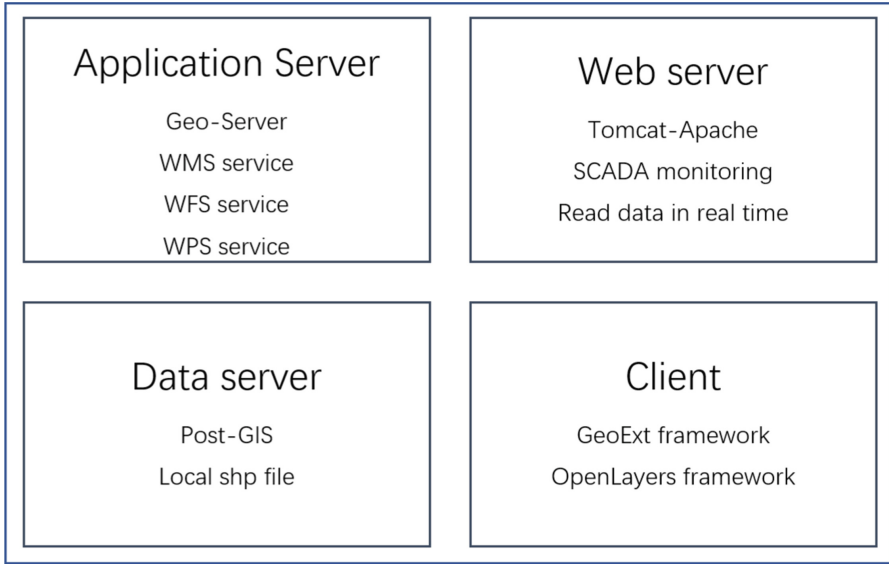 Application Server
Geo-Server
WMS service
WFS service
WPS service
Web server
Tomcat-Apache
SCADA monitoring
Read data in real time
Data server
Post-GIS
Local shp file
Client
GeoExt framework
OpenLayers framework